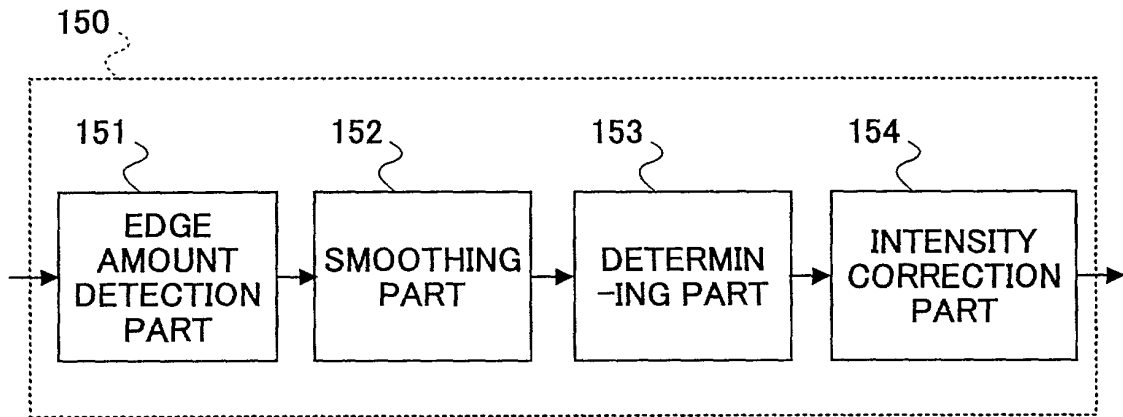 150
151
152
153
154
EDGE
AMOUNT
DETECTION
PART
SMOOTHING
PART
DETERMIN
-ING PART
INTENSITY
CORRECTION
PART